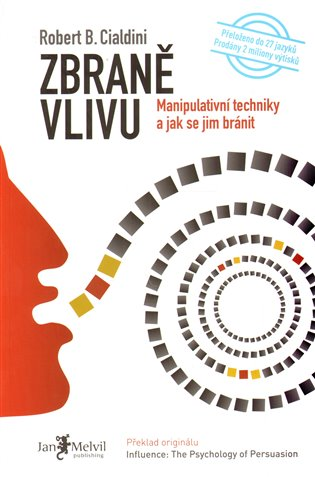 Robert B. Cialdini
Přeloženo do 27 jazyků
Prodány 2 miliony výtisků
ZBRANĚ
VLIVU
Manipulativní techniky
a jak se jim bránit
Jan Melvil
publishing
Překlad originálu
Influence: The Psychology of Persuasion